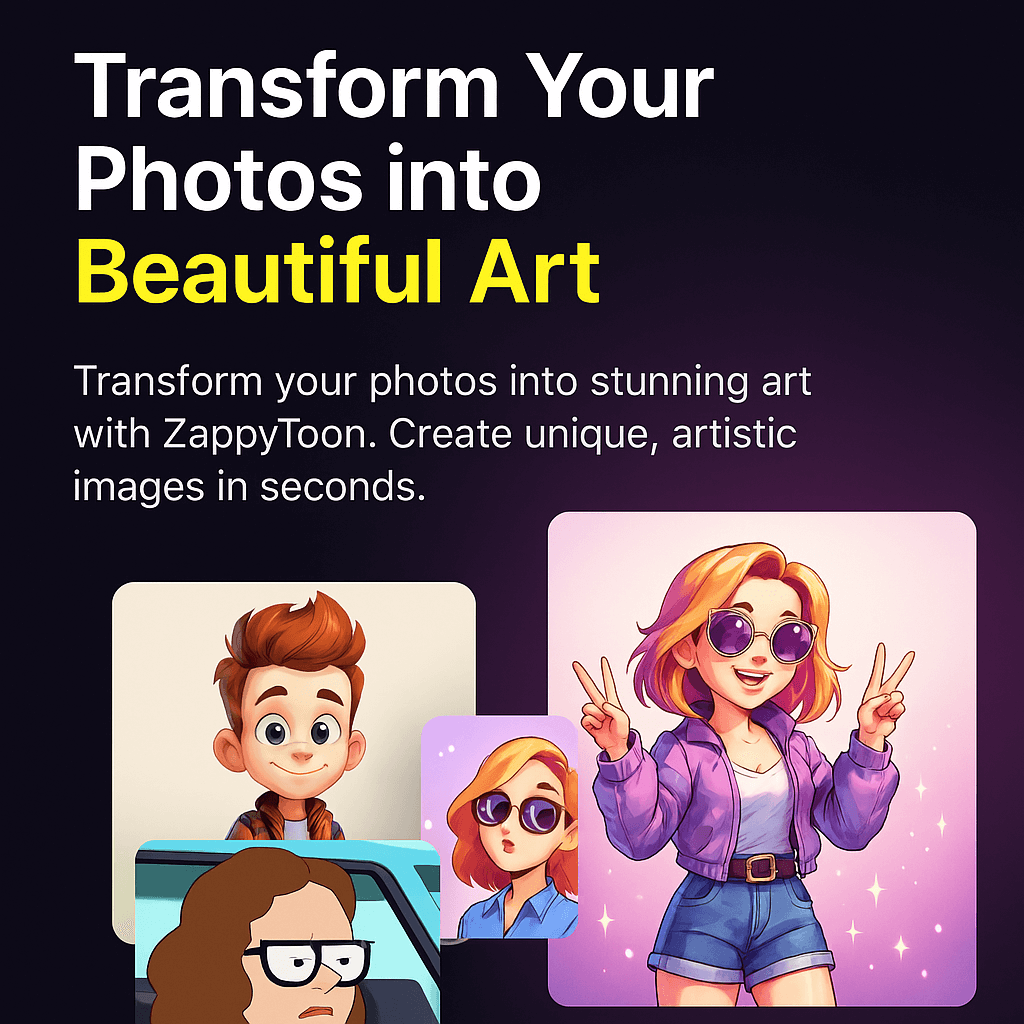 Transform Your
Photos into
Beautiful Art
Transform your photos into stunning art
with ZappyToon. Create unique, artistic
images in seconds.